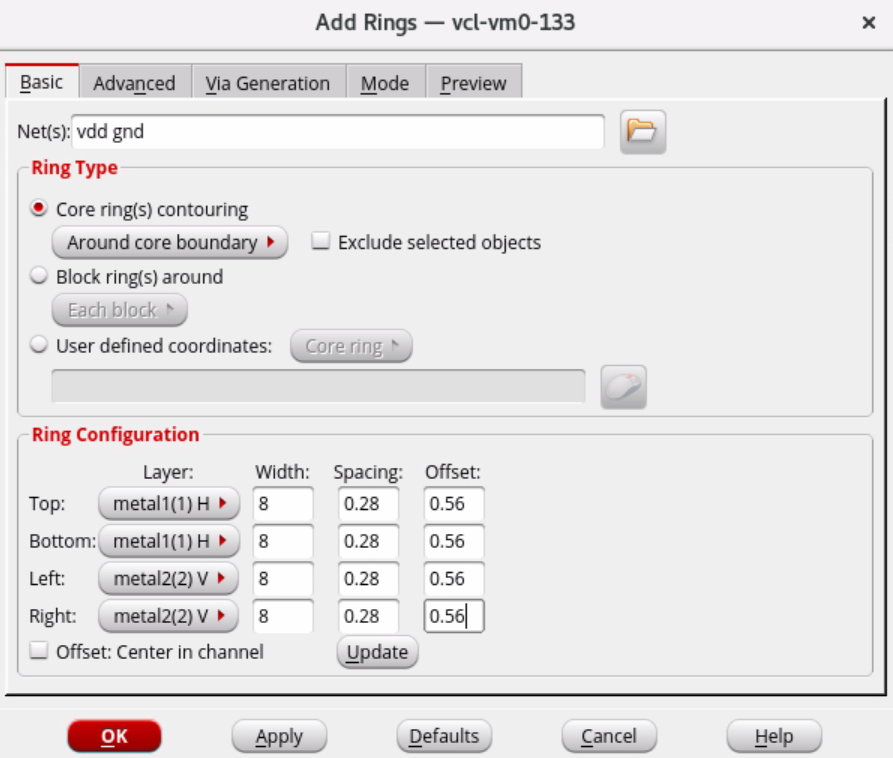 Add Rings — vcl-vm0-133 ×
Basic Advanced Via Generation Mode Preview
Net(s): vdd gnd
Ring Type
Core ring(s) contouring
Around core boundary Exclude selected objects
Block ring(s) around
Each block
User defined coordinates: Core ring
Ring Configuration
Layer: Width: Spacing: Offset:
Top: metal1(1) H 8 0.28 0.56
Bottom: metal1(1) H 8 0.28 0.56
Left: metal2(2) V 8 0.28 0.56
Right: metal2(2) V 8 0.28 0.56
Offset: Center in channel Update
OK Apply Defaults Cancel Help